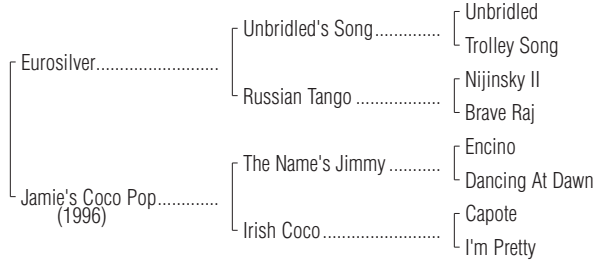 Unbridled
Unbridled's Song..............
Trolley Song
Eurosilver..........................
Nijinsky II
Russian Tango ..................
Brave Raj
Encino
The Name's Jimmy ...........
Dancing At Dawn
Jamie's Coco Pop.............
(1996)
Capote
Irish Coco.........................
I'm Pretty